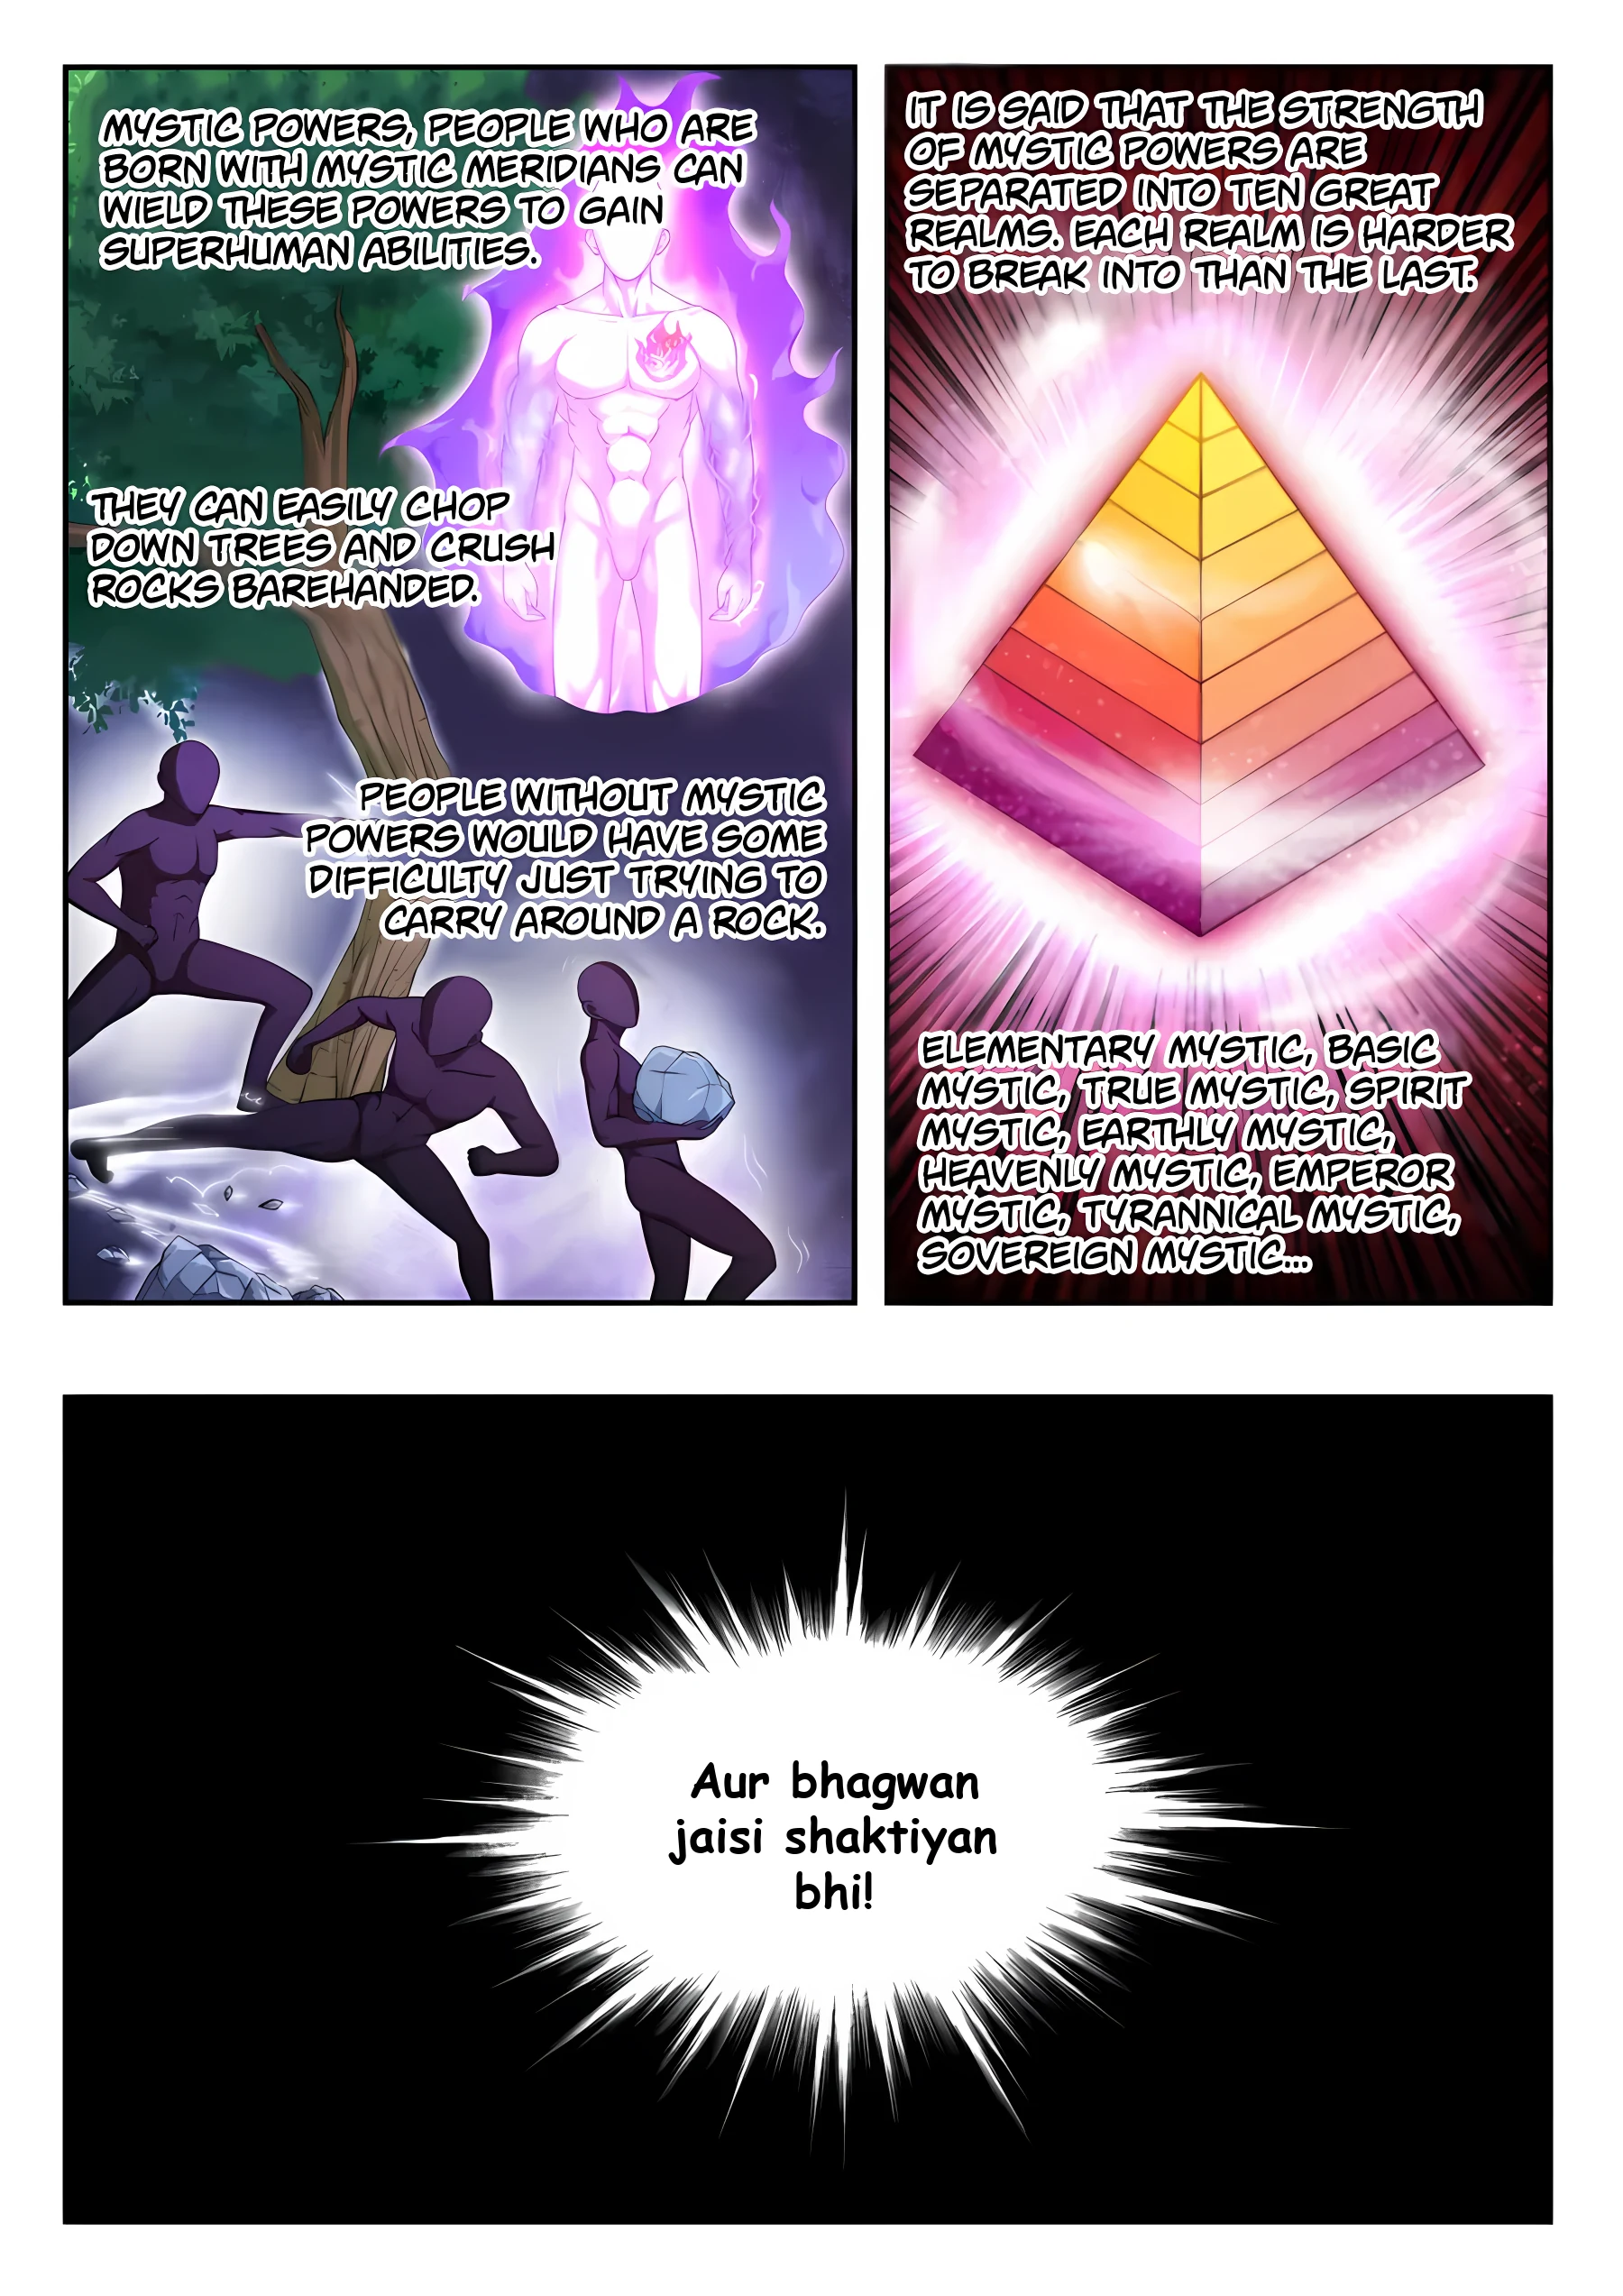 MYSTIC POWERS, PEOPLE WHO ARE
BORN WITH MYSTIC MERIDIANS CAN
WIELD THESE POWERS TO GAIN
SUPERHUMAN ABILITIES.
THEY CAN EASILY CHOP
DOWN TREES AND CRUSH
ROCKS BAREHANDED.
PEOPLE WITHOUT MYSTIC
POWERS WOULD HAVE SOME
DIFFICULTY JUST TRYING TO
CARRY AROUND A ROCK.
IT IS SAID THAT THE STRENGTH
OF MYSTIC POWERS ARE
SEPARATED INTO TEN GREAT
REALMS. EACH REALM IS HARDER
TO BREAK INTO THAN THE LAST.
ELEMENTARY MYSTIC, BASIC
MYSTIC, TRUE MYSTIC, SPIRIT
MYSTIC, EARTHLY MYSTIC,
HEAVENLY MYSTIC, EMPEROR
MYSTIC, TYRANNICAL MYSTIC,
SOVEREIGN MYSTIC...
Aur bhagwan
jaisi shaktiyan
bhi!